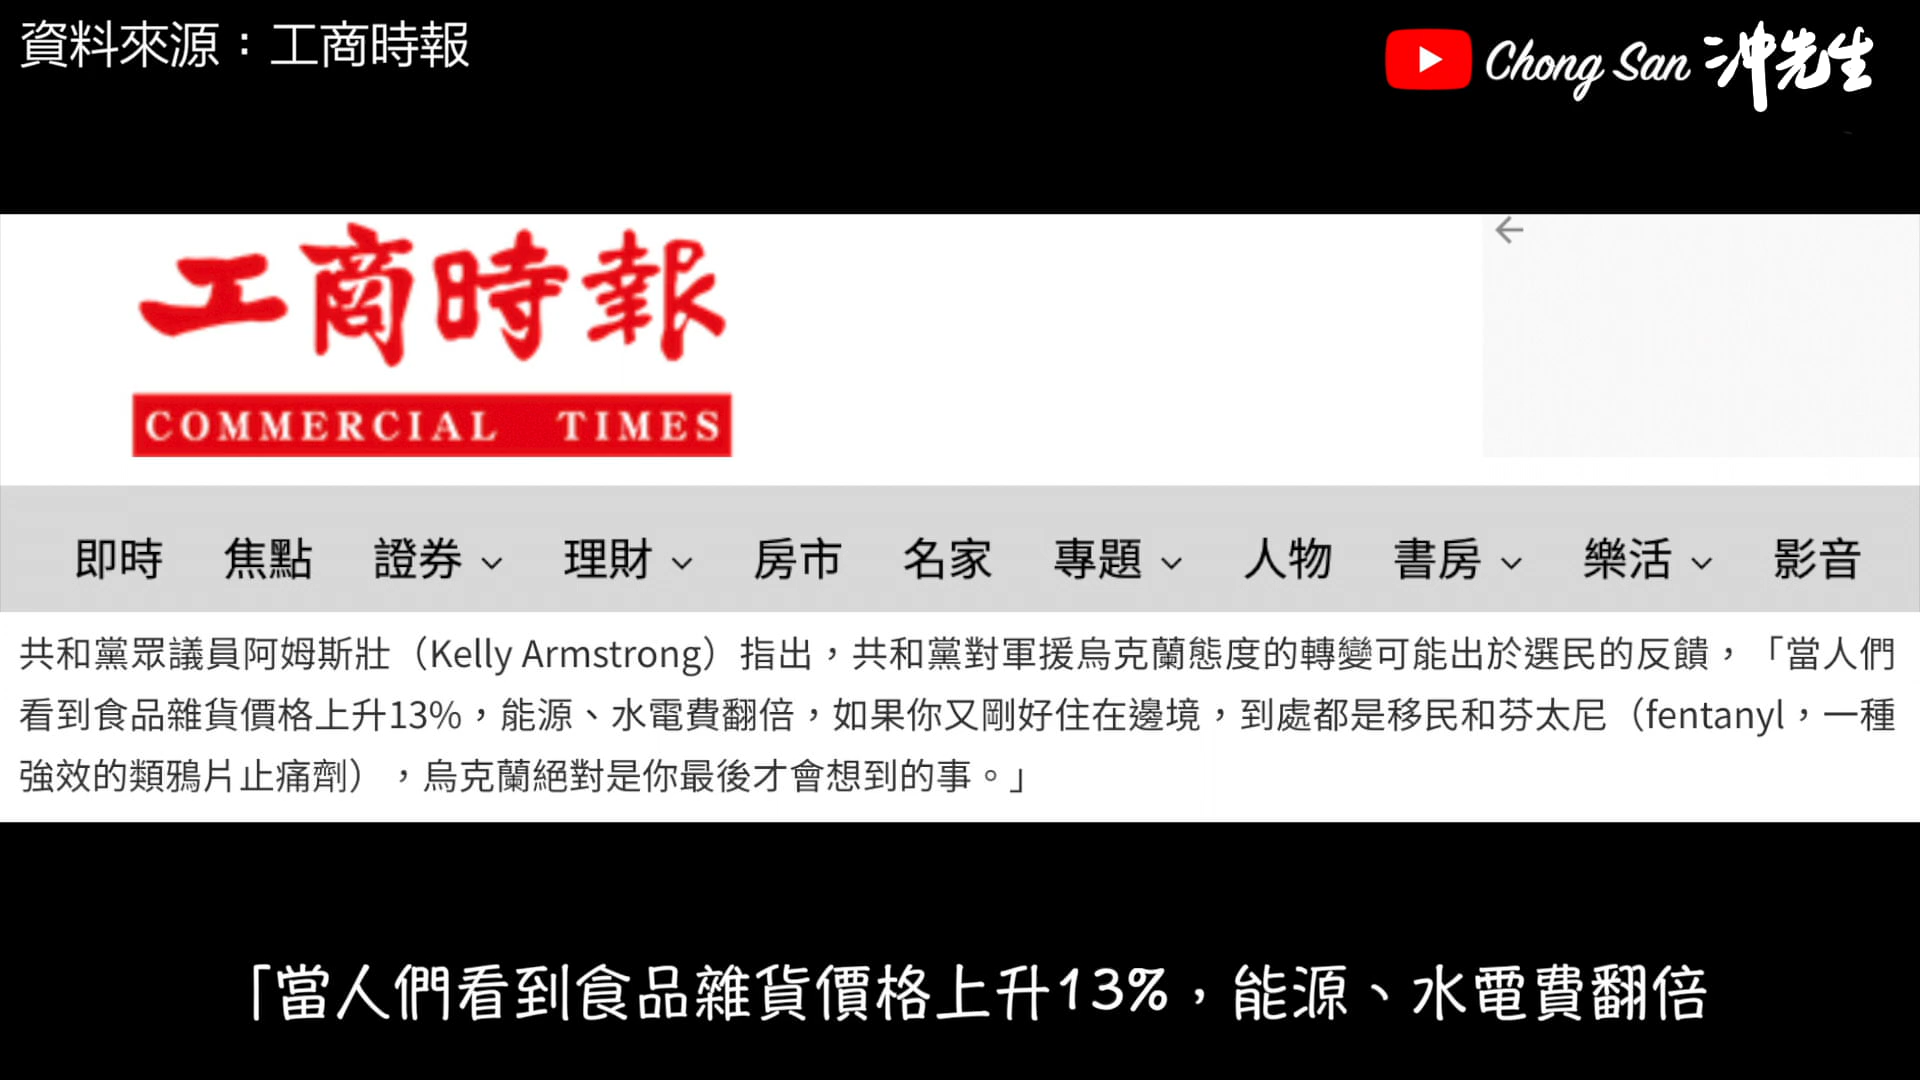 資料來源：工商時報
Chong San 沖先生
工商時報
COMMERCIAL TIMES
即時 焦點 證券 理財 房市 名家 專題 人物 書房 樂活 影音
共和黨眾議員阿姆斯壯（Kelly Armstrong）指出，共和黨對軍援烏克蘭態度的轉變可能出於選民的反饋，「當人們
看到食品雜貨價格上升13%，能源、水電費翻倍，如果你又剛好住在邊境，到處都是移民和芬太尼（fentanyl，一種
強效的類鴉片止痛劑），烏克蘭絕對是你最後才會想到的事。」
「當人們看到食品雜貨價格上升13%，能源、水電費翻倍